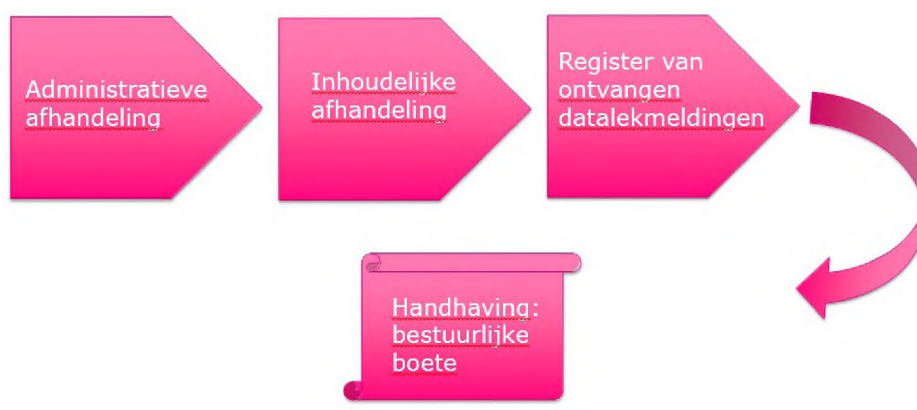 Administratieve
afhandeling
Inhoudelijke
afhandeling
Register van
ontvangen
datalekmeldingen
Handhaving:
bestuurlijke
boete